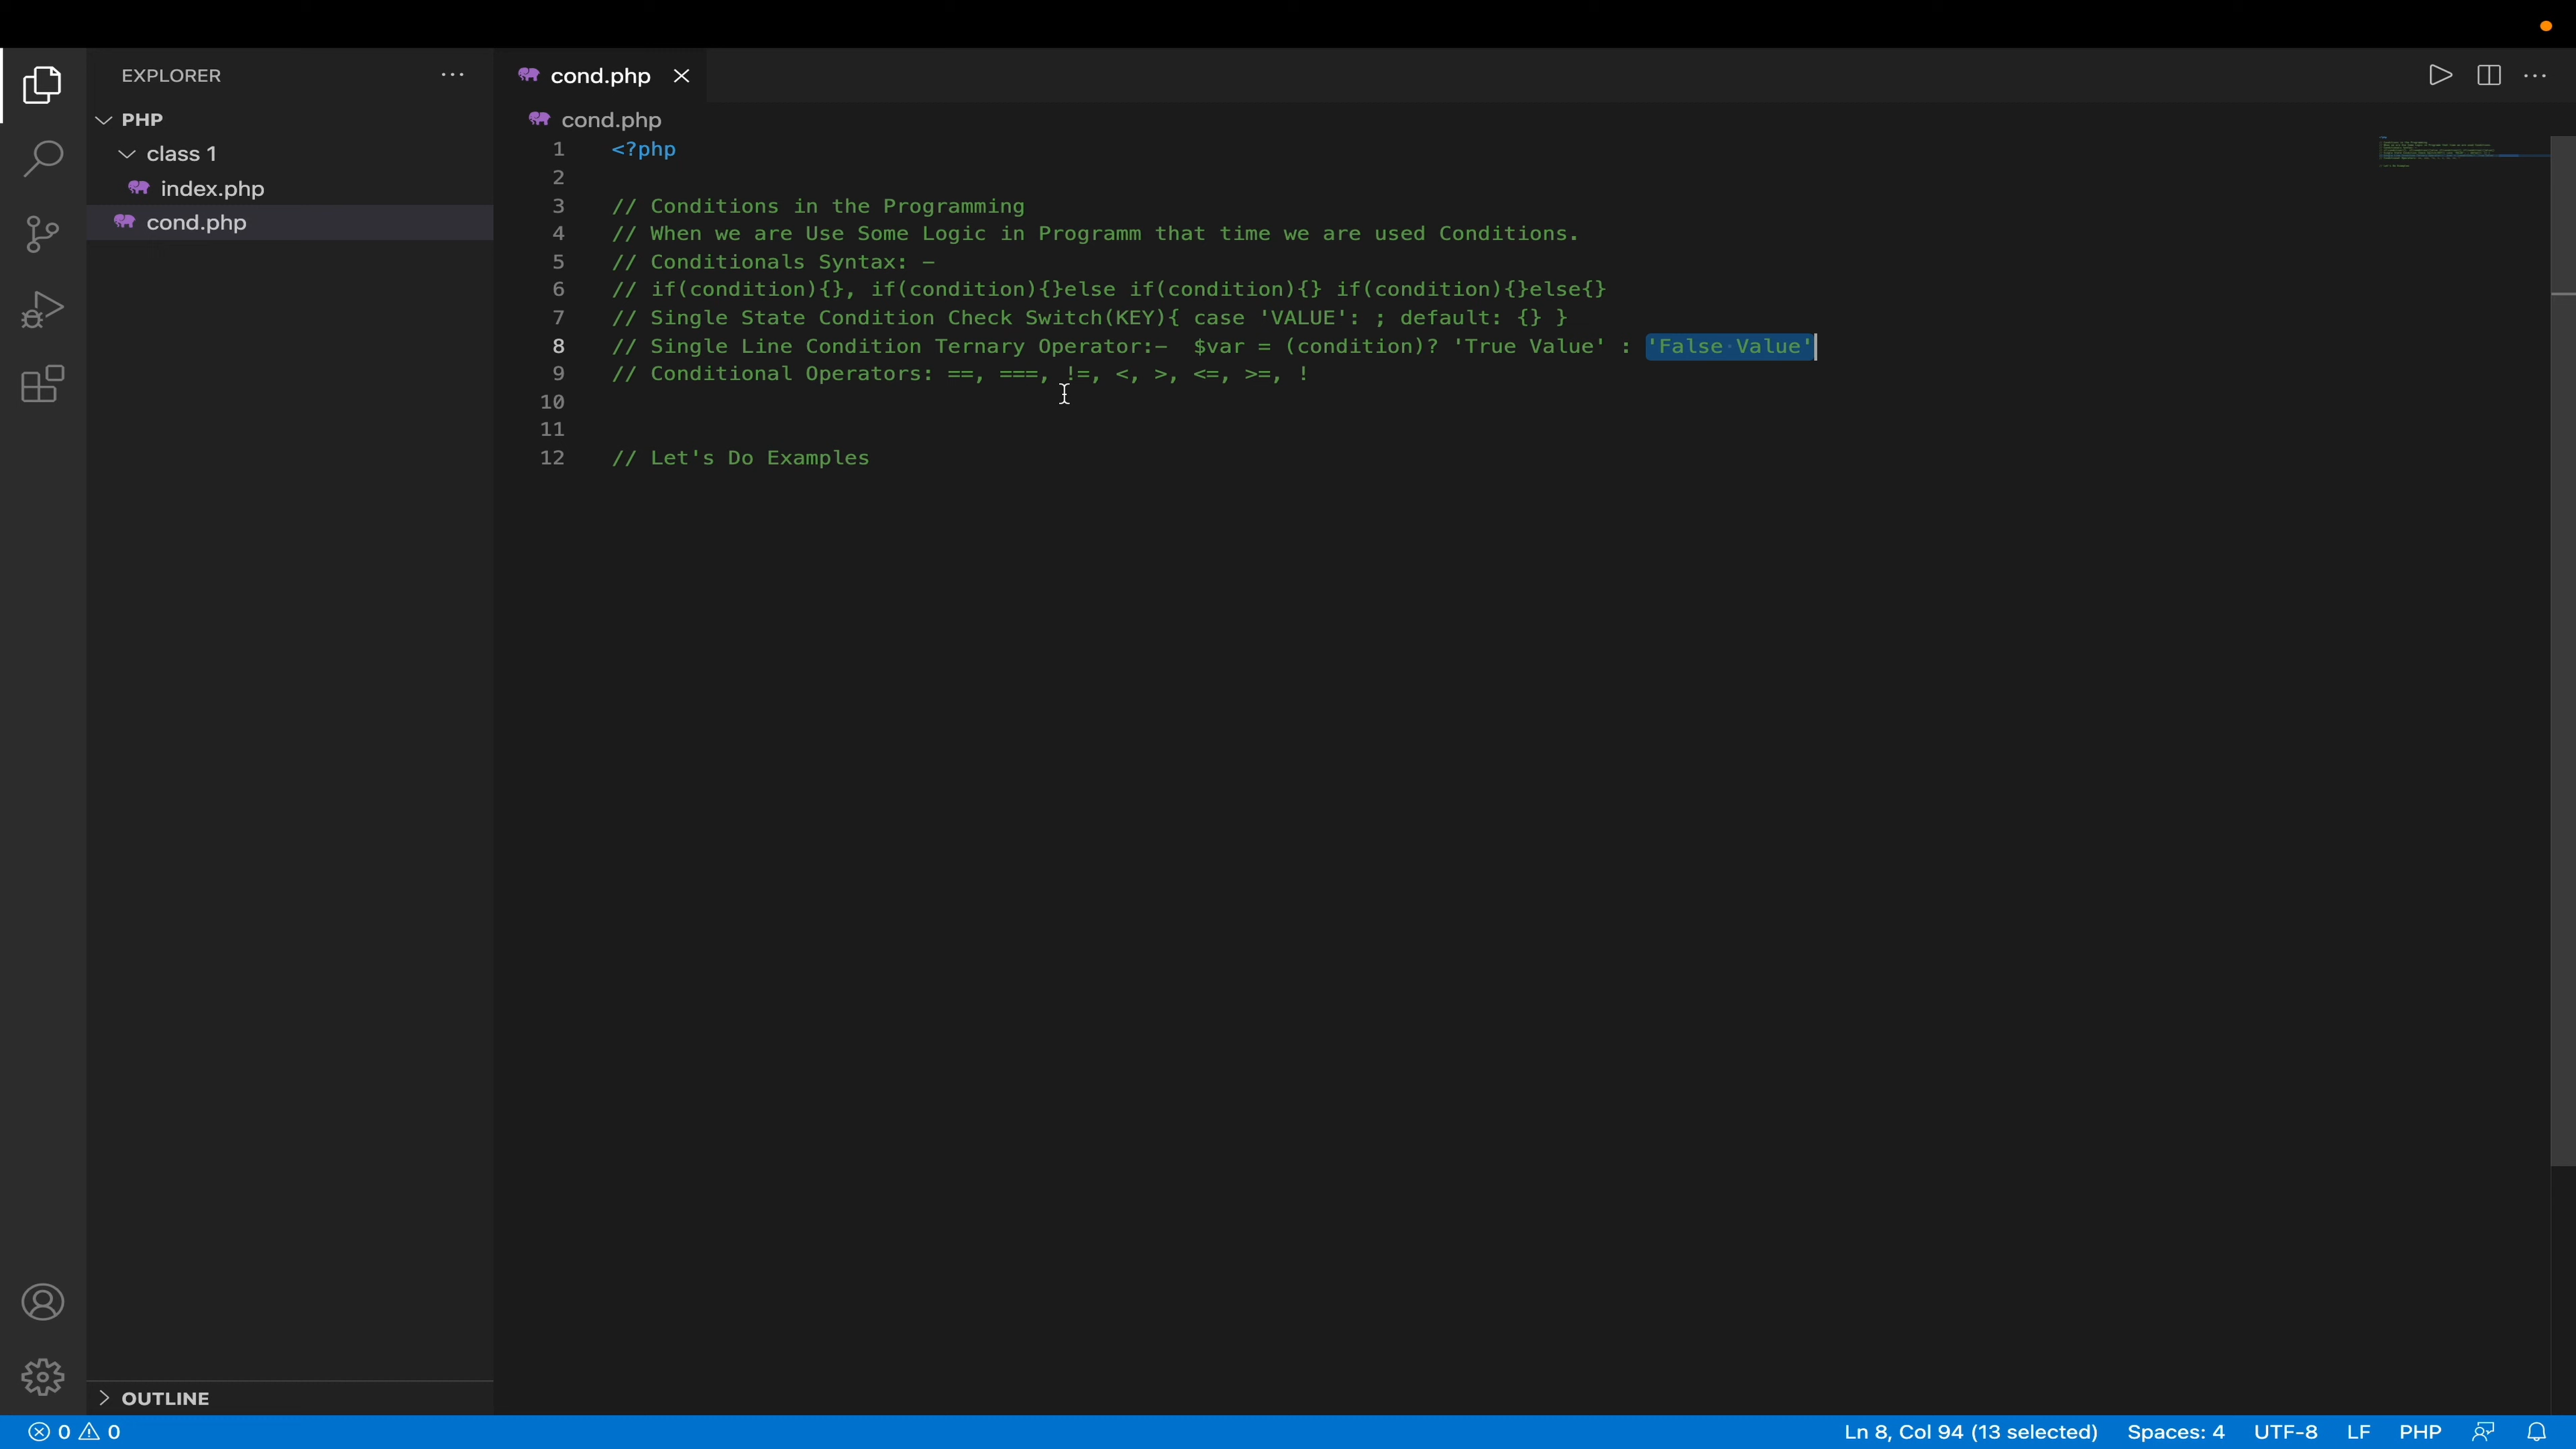 EXPLORER
PHP
class 1
index.php
cond.php
OUTLINE
cond.php
cond.php
1 <?php
2
3 // Conditions in the Programming
4 // When we are Use Some Logic in Programm that time we are used Conditions.
5 // Conditionals Syntax: –
6 // if(condition){}, if(condition){}else if(condition){} if(condition){}else{}
7 // Single State Condition Check Switch(KEY){ case 'VALUE': ; default: {} }
8 // Single Line Condition Ternary Operator:–  $var = (condition)? 'True Value' : 'False Value'
9 // Conditional Operators: ==, ===, !=, <, >, <=, >=, !
10
11
12 // Let's Do Examples
0 0 Ln 8, Col 94 (13 selected) Spaces: 4 UTF-8 LF PHP